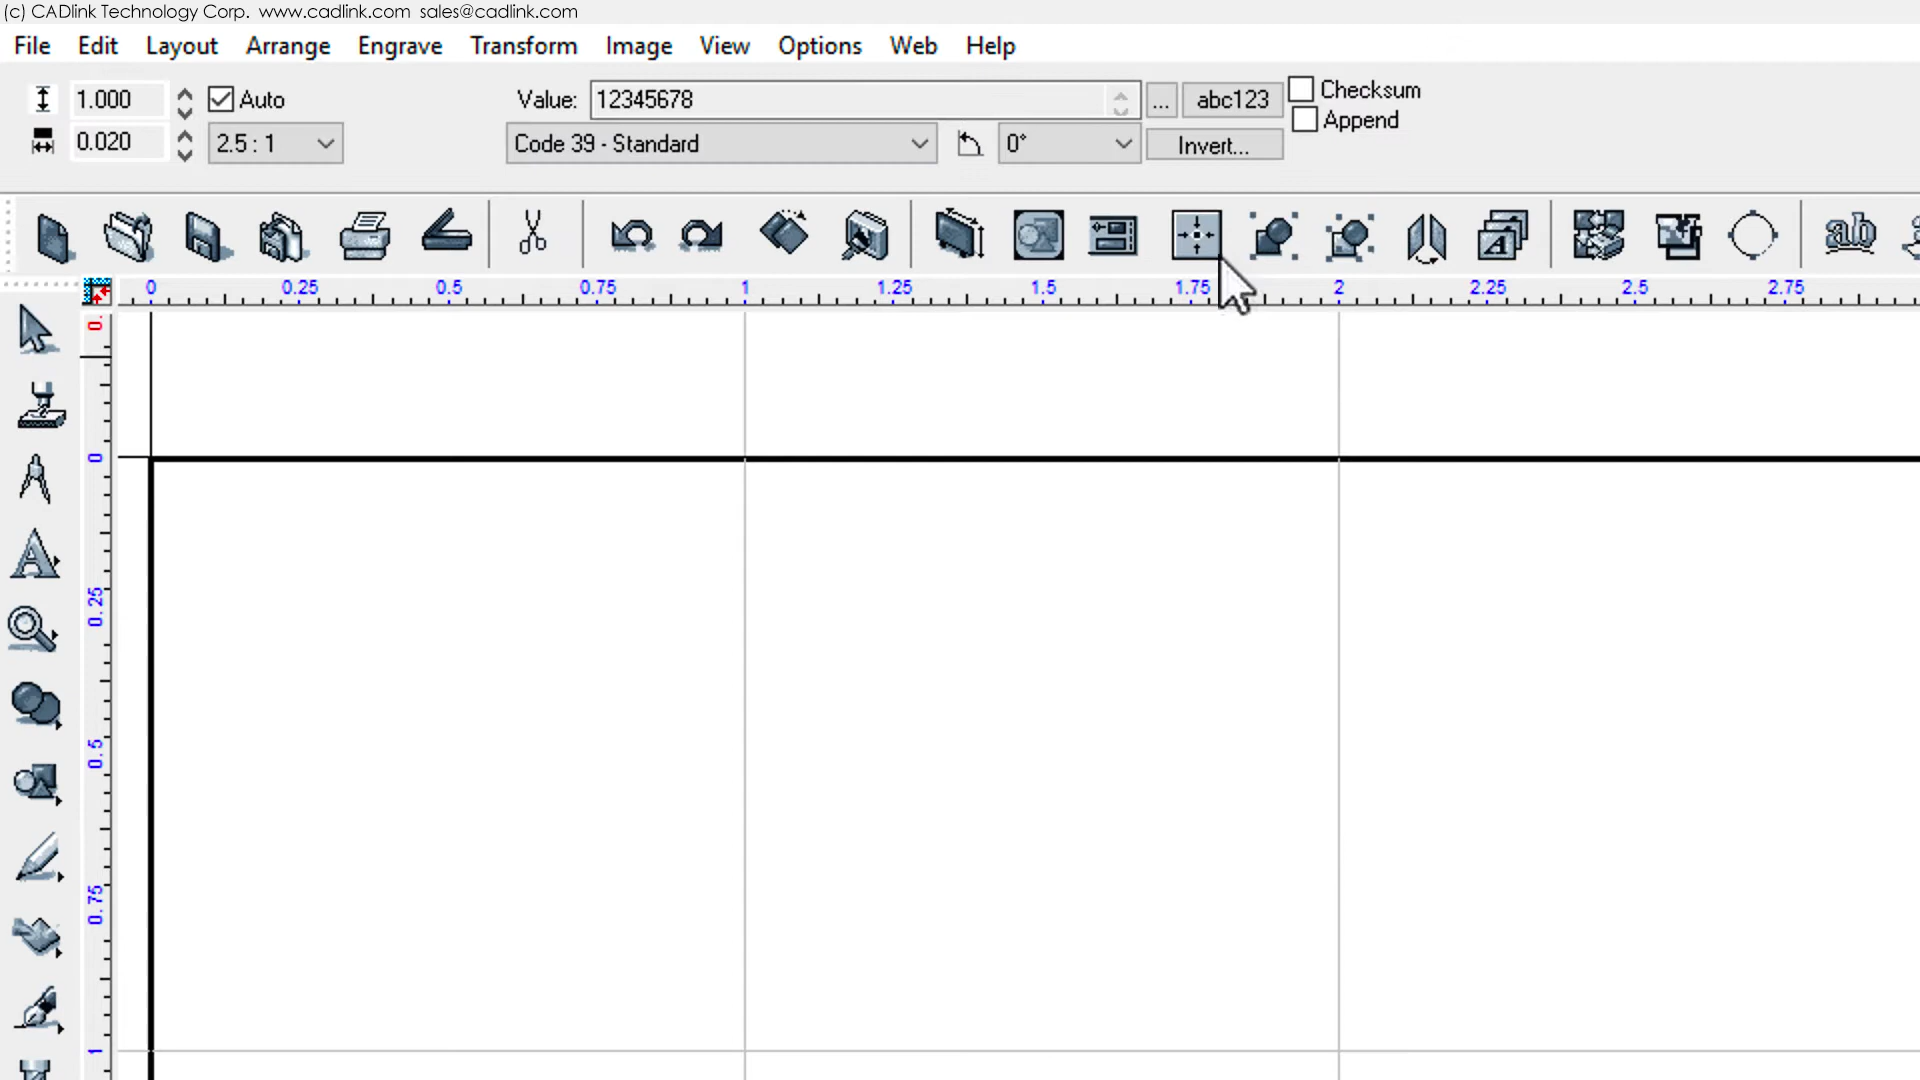 (c) CADlink Technology Corp. www.cadlink.com sales@cadlink.com
File Edit Layout Arrange Engrave Transform Image View Options Web Help
1.000 Auto Value: 12345678 ... abc123 Checksum
Append
0.020 2.5 : 1 Code 39 - Standard 0° Invert...
A ab
0 0.25 0.5 0.75 1 1.25 1.5 1.75 2 2.25 2.5 2.75
0.
0
A
0.25
0.5
0.75
1